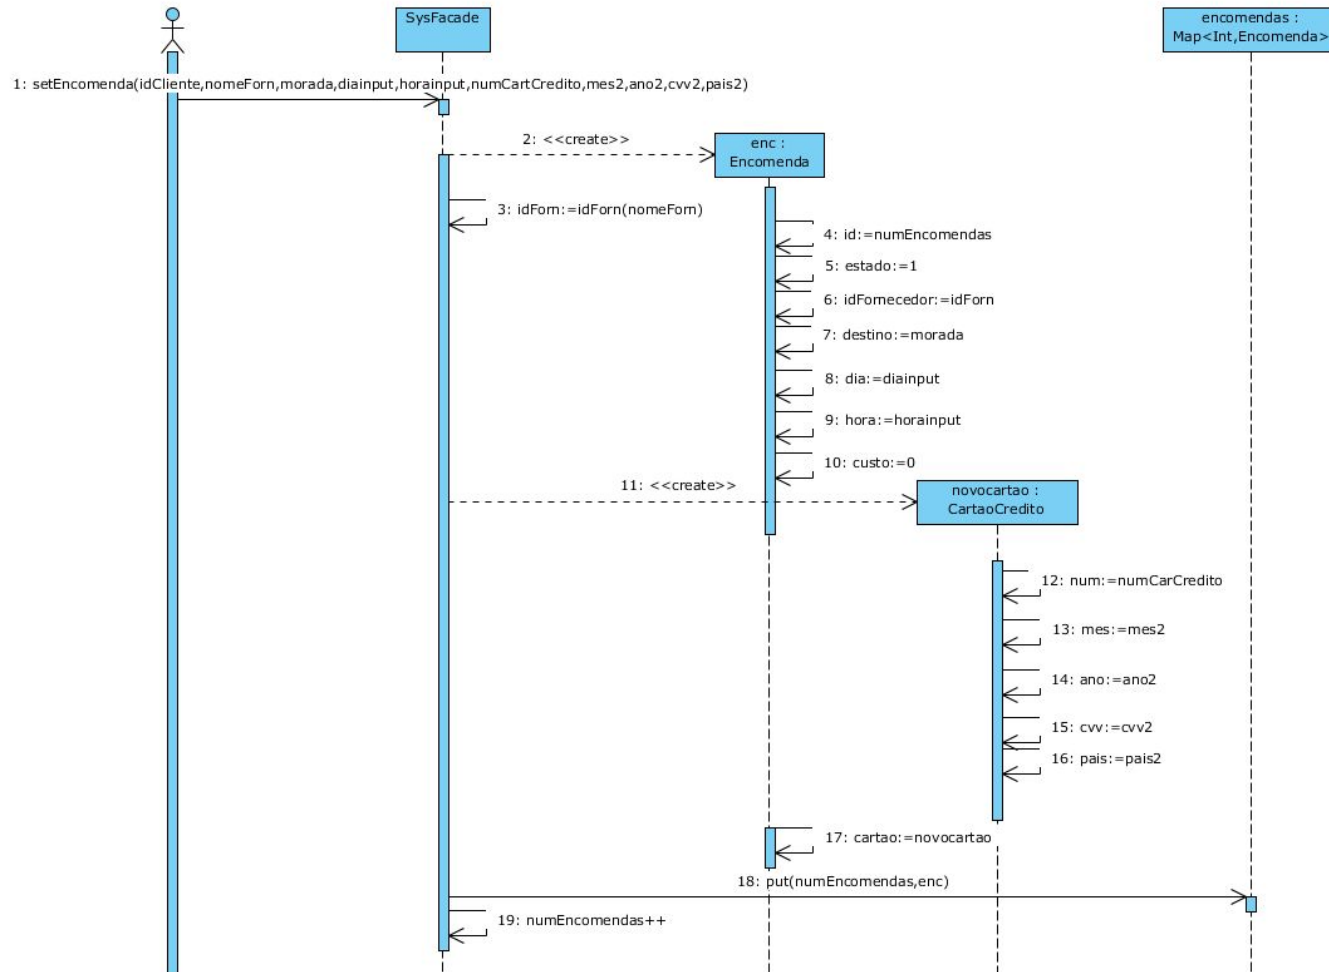 SysFacade
encomendas :
Map<Int,Encomenda>
1: setEncomenda(idCliente,nomeForn,morada,diainput,horainput,numCartCredito,mes2,ano2,cvv2,pais2)
2: <<create>>
enc :
Encomenda
3: idForn:=idForn(nomeForn)
4: id:=numEncomendas
5: estado:=1
6: idFornecedor:=idForn
7: destino:=morada
8: dia:=diainput
9: hora:=horainput
10: custo:=0
11: <<create>>
novocartao :
CartaoCredito
12: num:=numCarCredito
13: mes:=mes2
14: ano:=ano2
15: cvv:=cvv2
16: pais:=pais2
17: cartao:=novocartao
18: put(numEncomendas,enc)
19: numEncomendas++